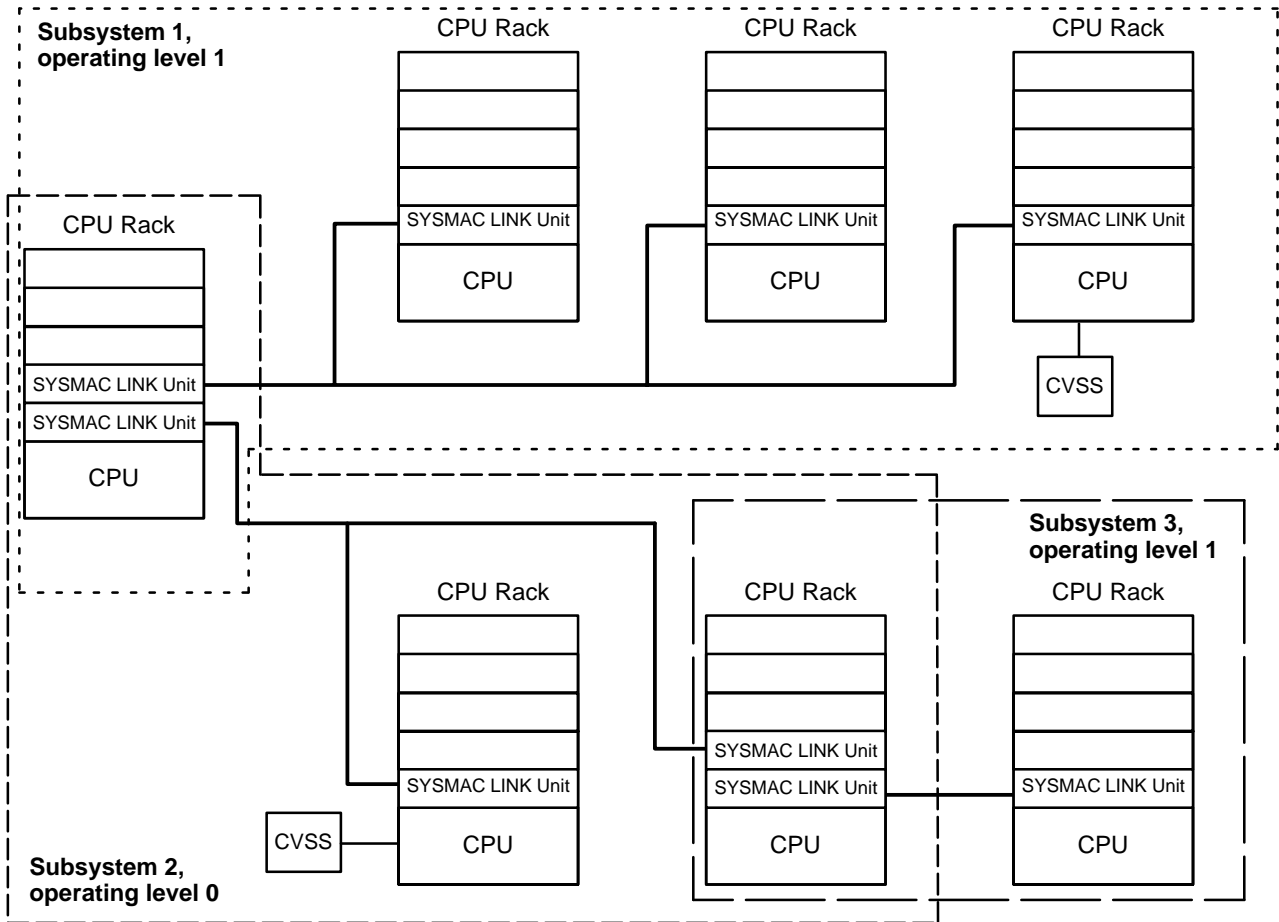 Subsystem 1,
operating level 1
CPU Rack
CPU Rack
CPU Rack
SYSMAC LINK Unit
SYSMAC LINK Unit
SYSMAC LINK Unit
CPU
CPU
CPU
CVSS
CPU Rack
SYSMAC LINK Unit
SYSMAC LINK Unit
CPU
Subsystem 3,
operating level 1
CPU Rack
CPU Rack
CPU Rack
SYSMAC LINK Unit
SYSMAC LINK Unit
SYSMAC LINK Unit
SYSMAC LINK Unit
CVSS
CPU
CPU
CPU
Subsystem 2,
operating level 0